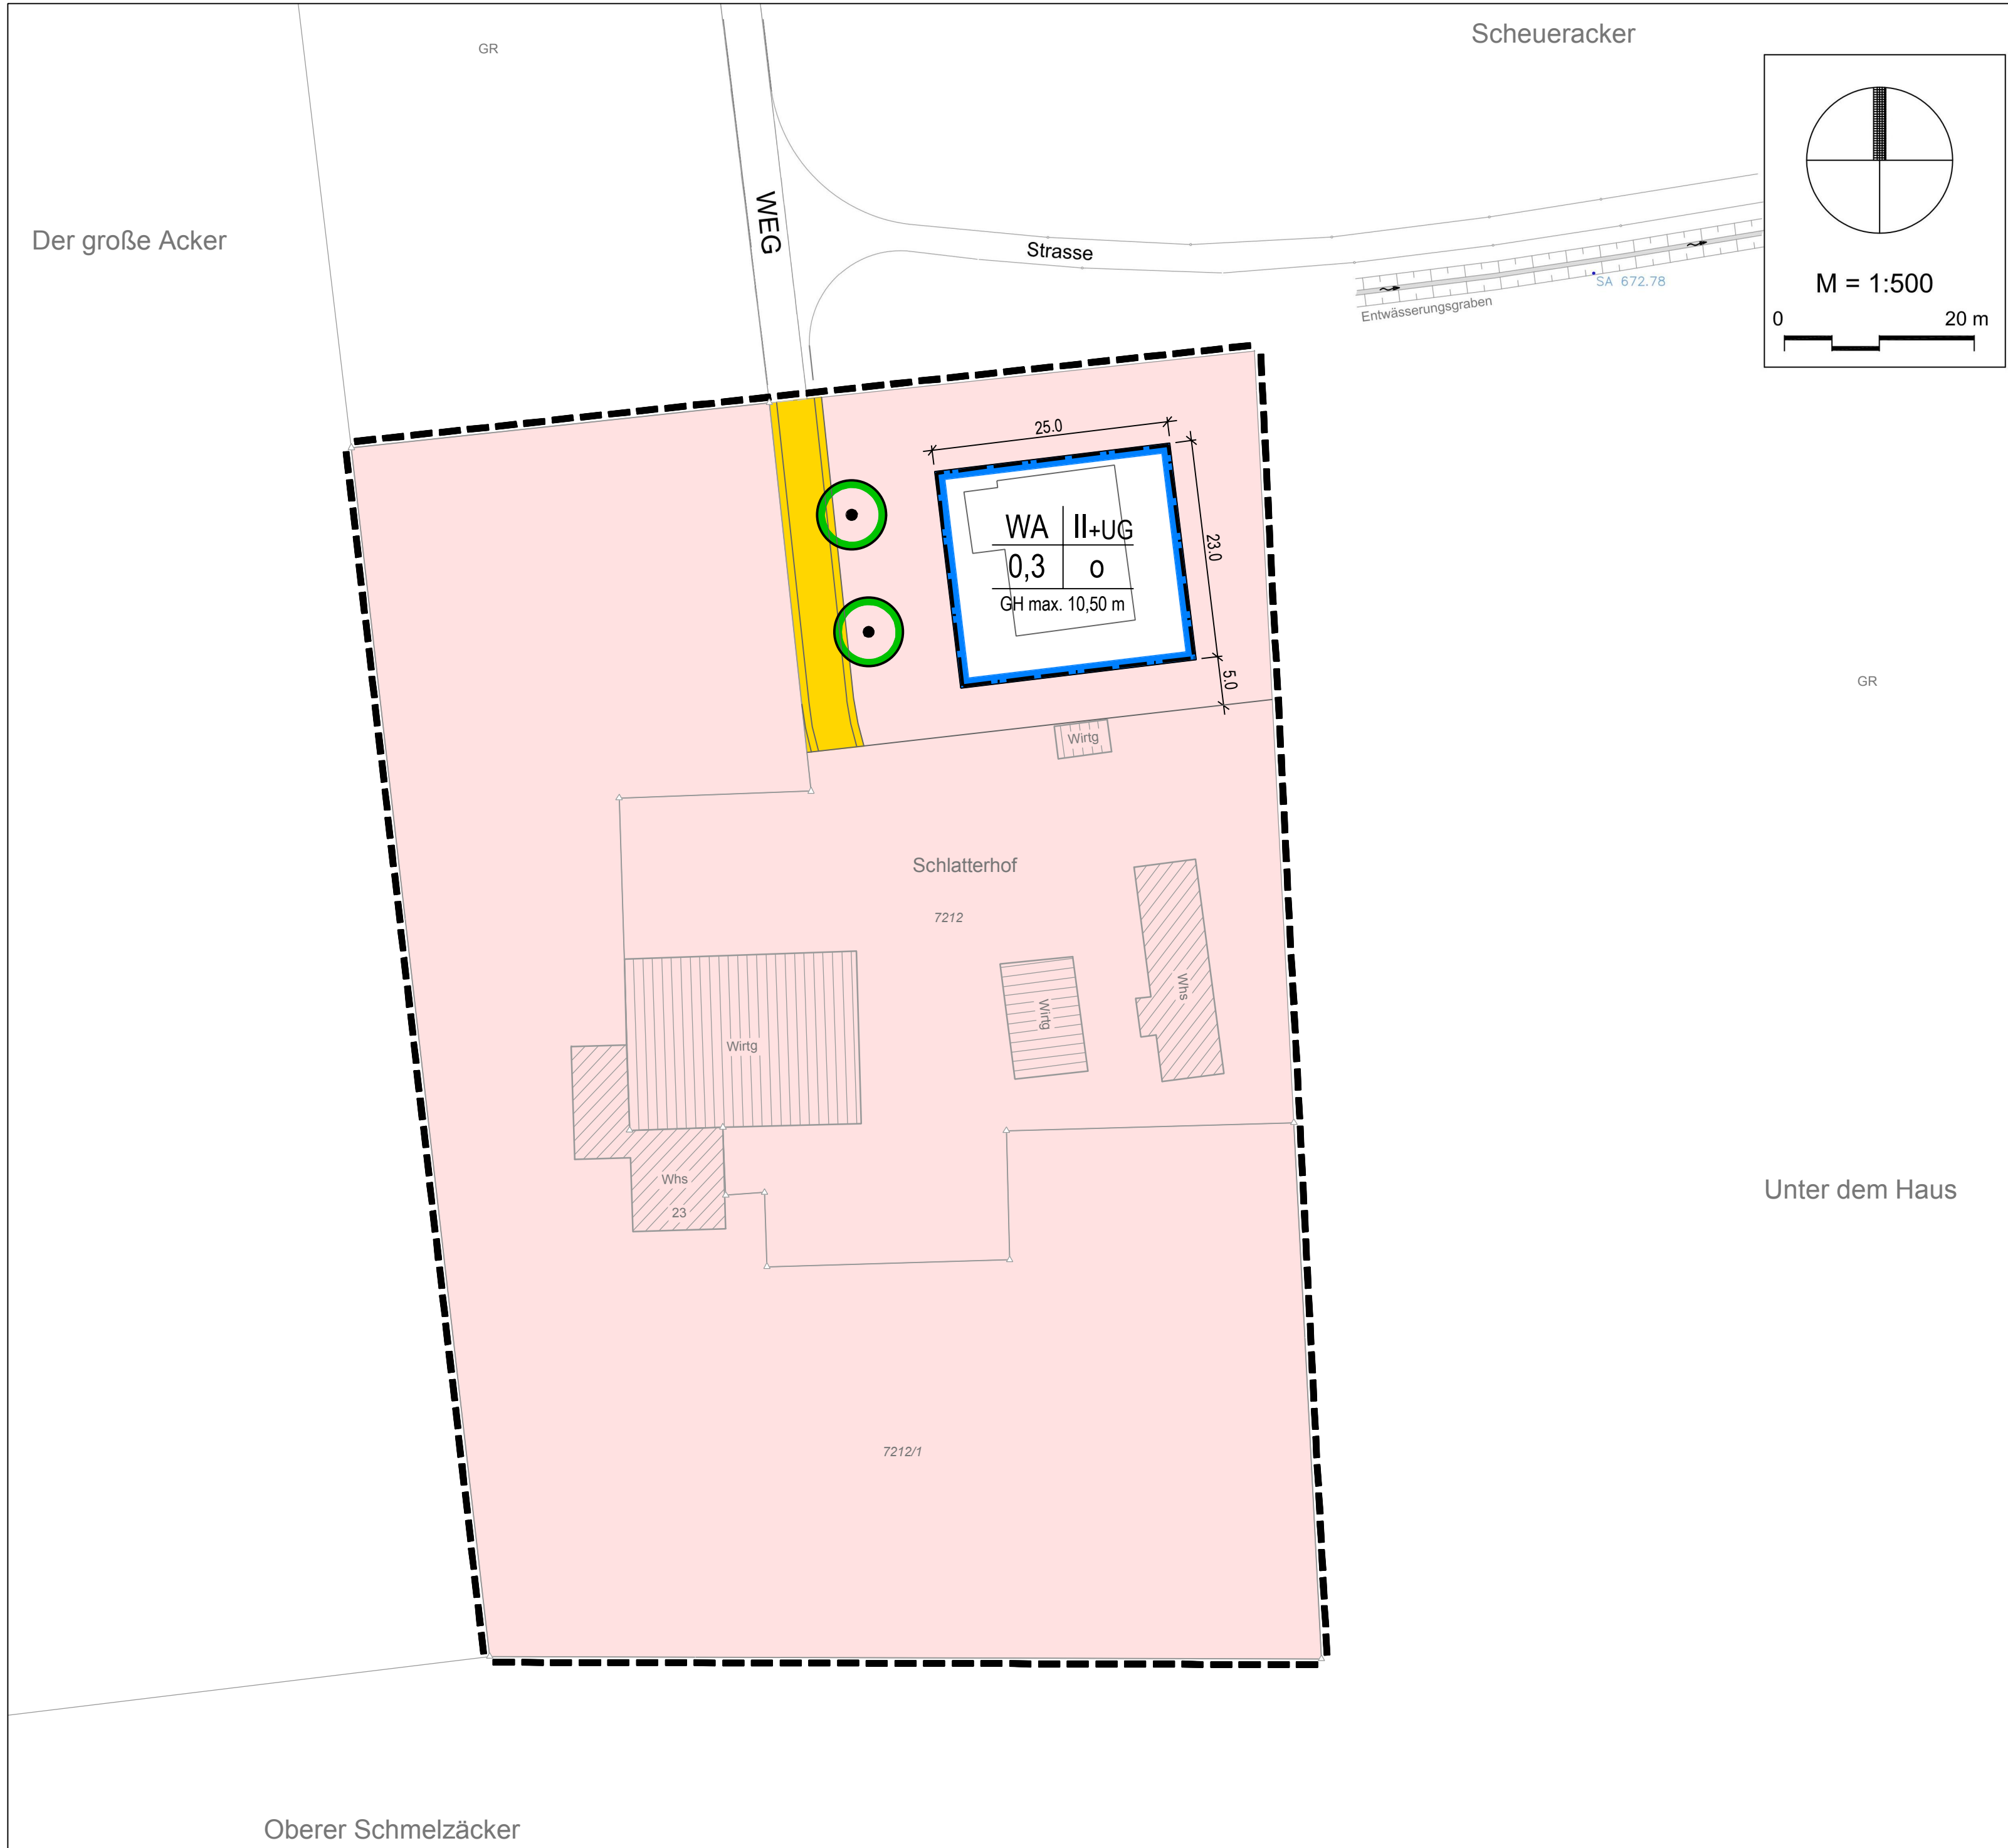 Scheueracker
GR
M = 1:500
0 20 m
WEG
Der große Acker
Strasse
SA 672.78
Entwässerungsgraben
25.0
WA II+UG
0,3 o
GH max. 10,50 m
23.0
5.0
GR
Wirtg
Schlatterhof
7212
Whs
Wirtg
Wirtg
Whs
23
Unter dem Haus
7212/1
Oberer Schmelzäcker